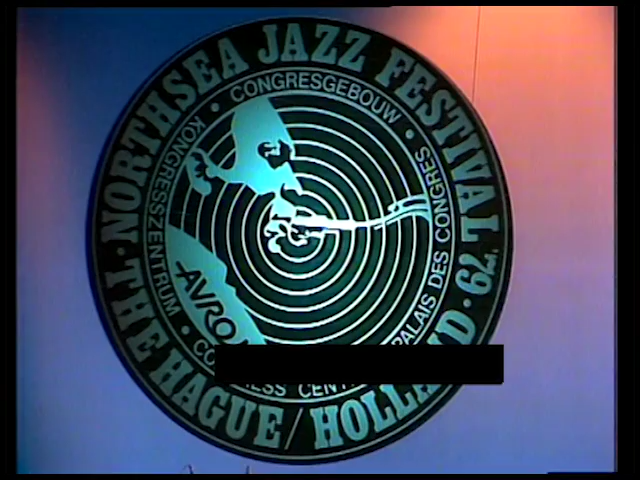 NORTHSEA JAZZ FESTIVAL '79
THE HAGUE / HOLLAND
CONGRESGEBOUW
KONGRESSZENTRUM
PALAIS DES CONGRES
AVRO